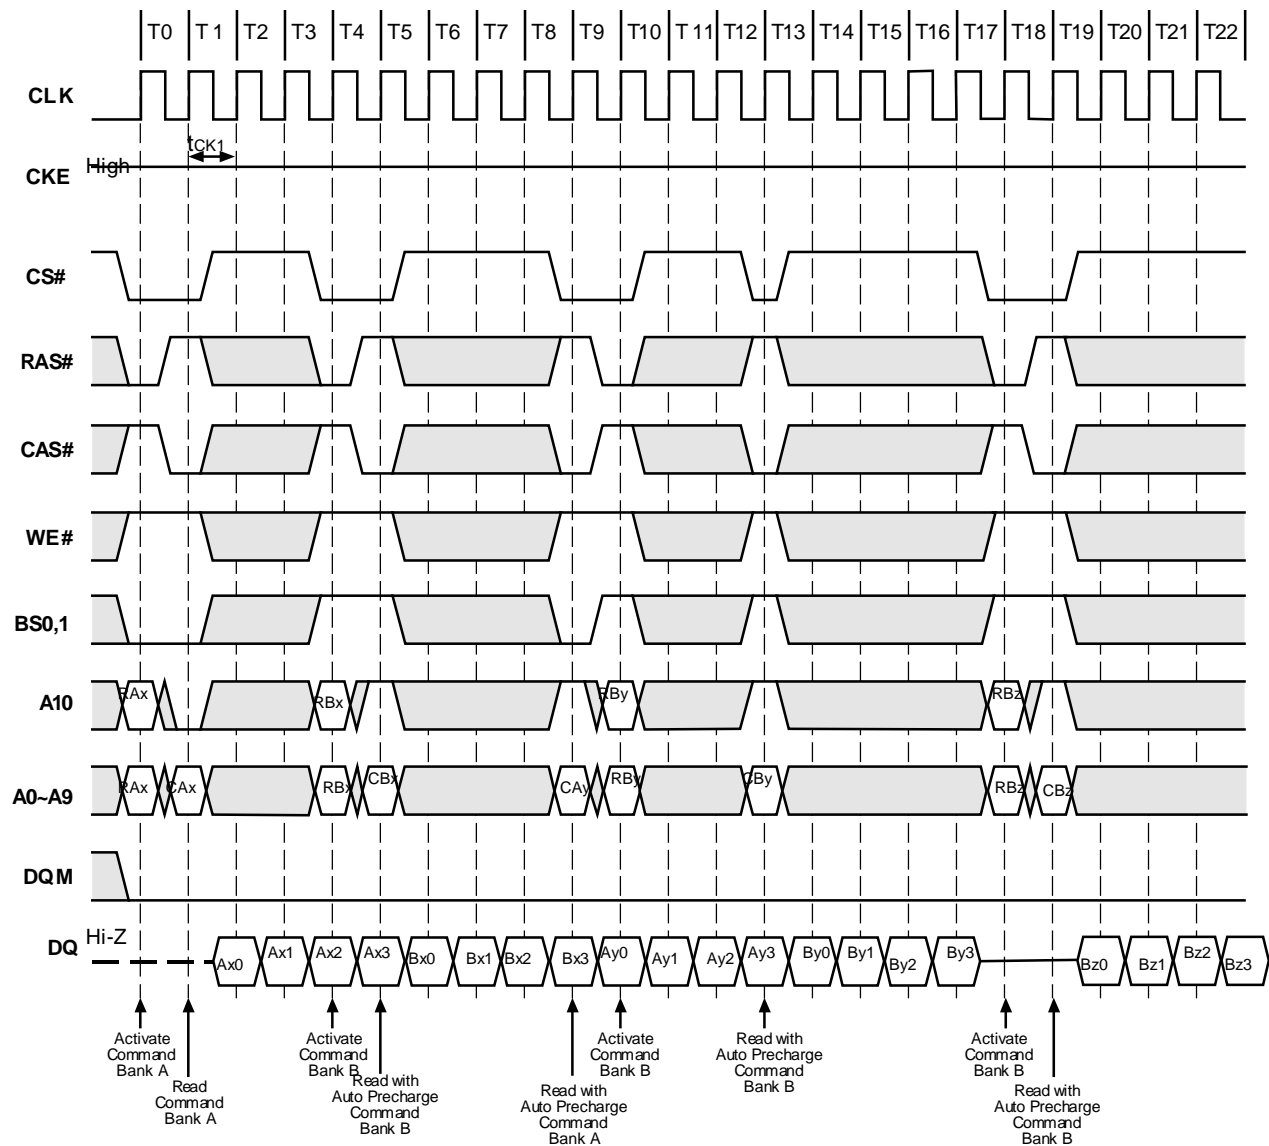 T0 T1 T2 T3 T4 T5 T6 T7 T8 T9 T10 T11 T12 T13 T14 T15 T16 T17 T18 T19 T20 T21 T22
CLK
tCK1
High
CKE
CS#
RAS#
CAS#
WE#
BS0,1
A10
RAx RBx RBy RBz
A0~A9
RAx CAx RBx CBx CAy RBy CBy RBz CBz
DQM
DQ
Hi-Z
Ax0 Ax1 Ax2 Ax3 Bx0 Bx1 Bx2 Bx3 Ay0 Ay1 Ay2 Ay3 By0 By1 By2 By3 Bz0 Bz1 Bz2 Bz3
Activate
Command
Bank A
Read
Command
Bank A
Activate
Command
Bank B
Read with
Auto Precharge
Command
Bank B
Read with
Auto Precharge
Command
Bank A
Activate
Command
Bank B
Read with
Auto Precharge
Command
Bank B
Activate
Command
Bank B
Read with
Auto Precharge
Command
Bank B